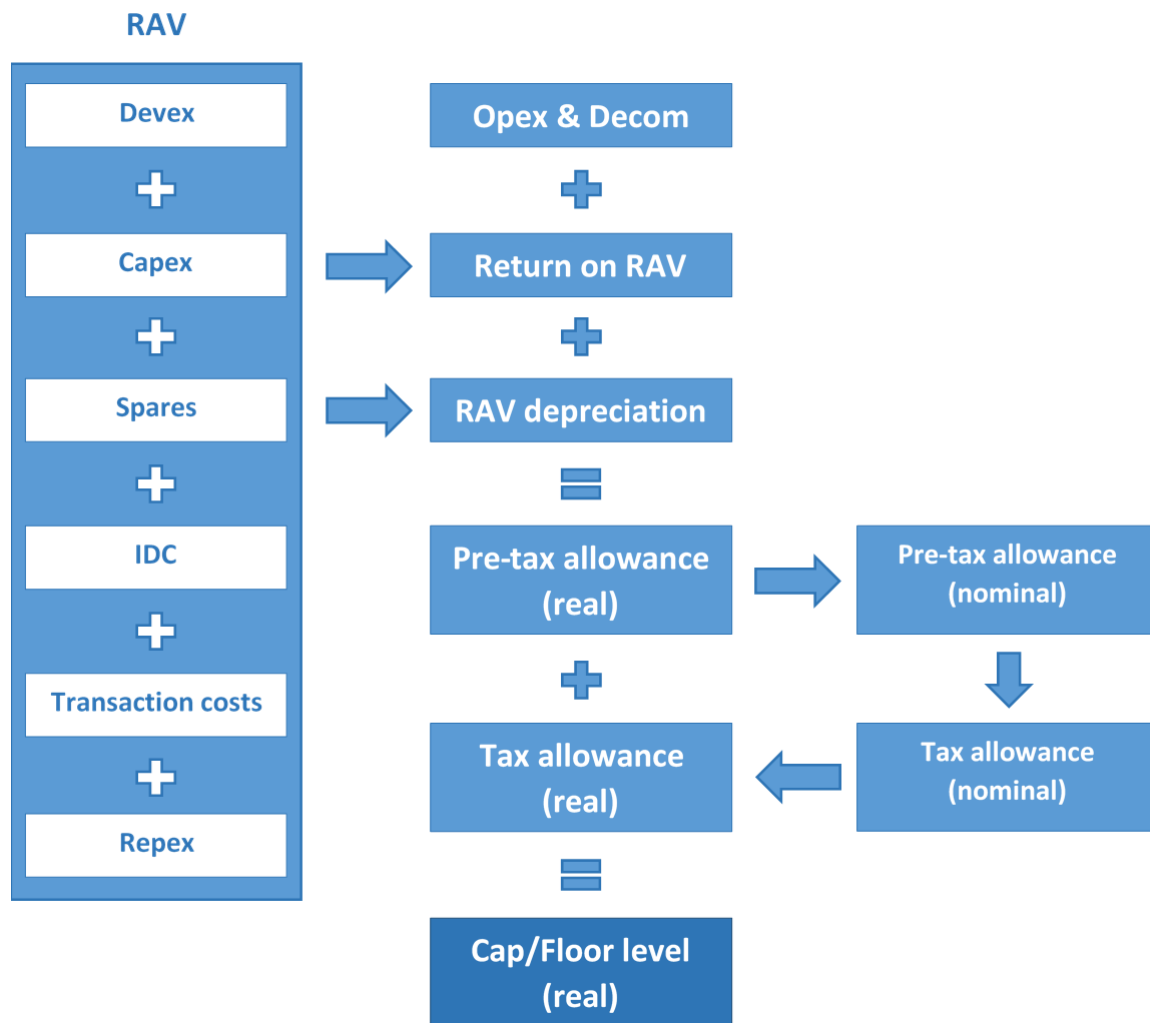 RAV
Devex
Capex
Spares
IDC
Transaction costs
Repex
Opex & Decom
Return on RAV
RAV depreciation
Pre-tax allowance
(real)
Pre-tax allowance
(nominal)
Tax allowance
(nominal)
Tax allowance
(real)
Cap/Floor level
(real)